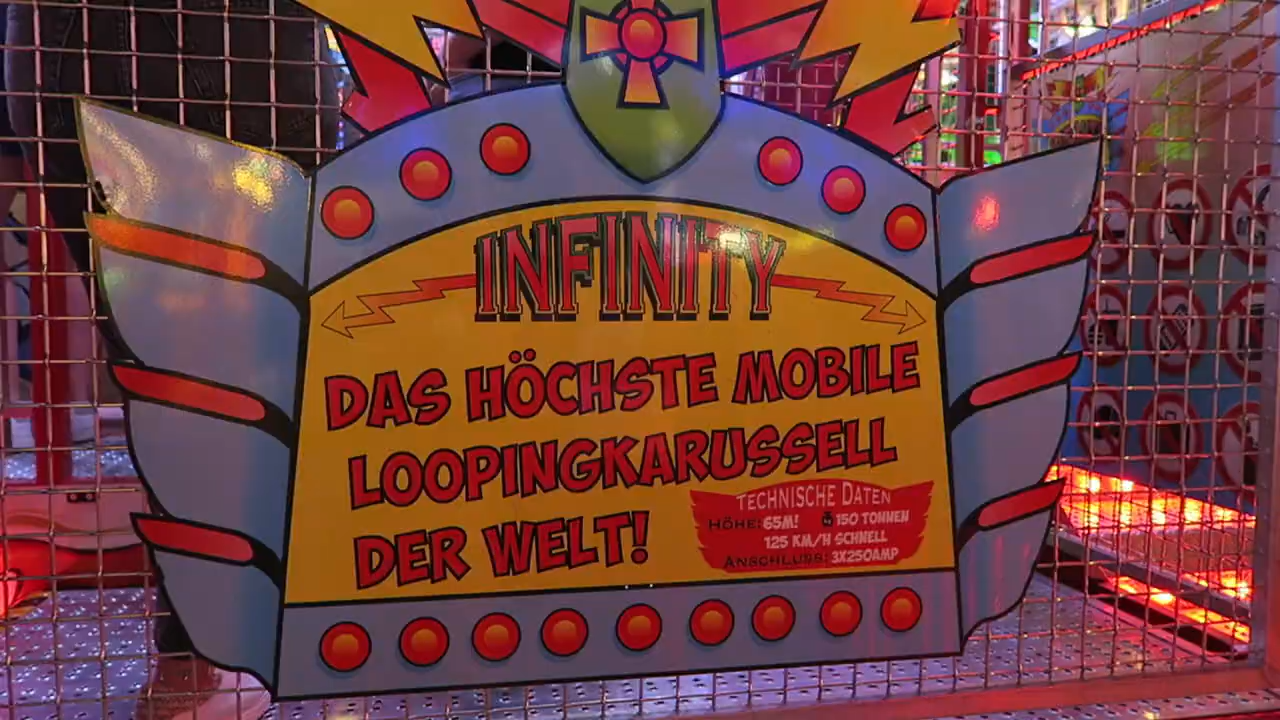 INFINITY
DAS HÖCHSTE MOBILE
LOOPINGKARUSSELL
DER WELT!
TECHNISCHE DATEN
HÖHE: 65M! 150 TONNEN
125 KM/H SCHNELL
ANSCHLUSS: 3X250AMP